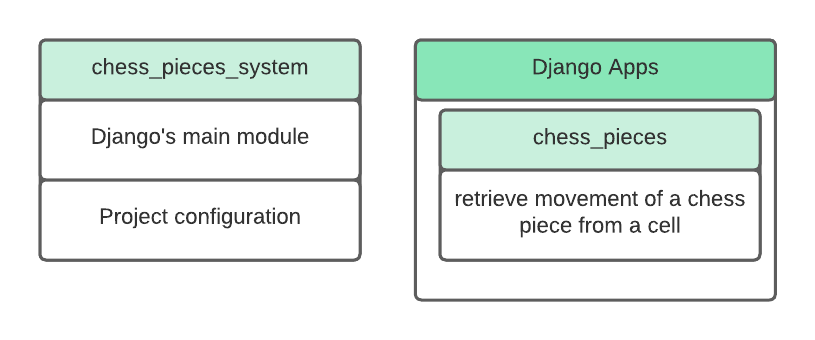 chess_pieces_system
Django's main module
Project configuration
Django Apps
chess_pieces
retrieve movement of a chess
piece from a cell